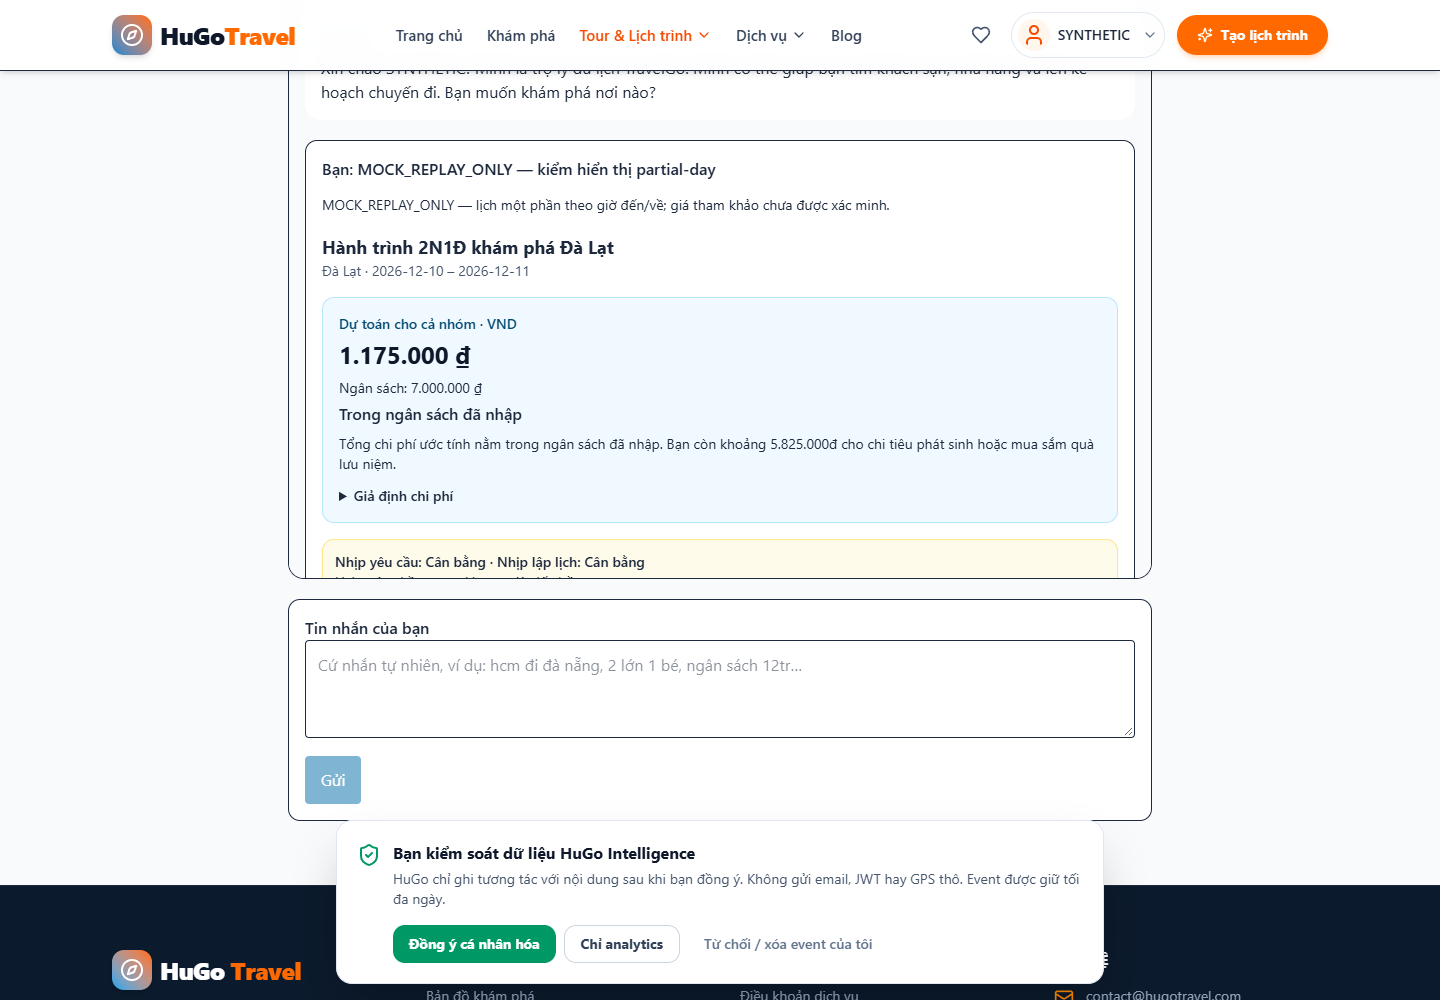 HuGoTravel
Trang chủ
Khám phá
Tour & Lịch trình
Dịch vụ
Blog
SYNTHETIC
Tạo lịch trình
hoạch chuyến đi. Bạn muốn khám phá nơi nào?
Bạn: MOCK_REPLAY_ONLY — kiểm hiển thị partial-day
MOCK_REPLAY_ONLY — lịch một phần theo giờ đến/về; giá tham khảo chưa được xác minh.
Hành trình 2N1Đ khám phá Đà Lạt
Đà Lạt · 2026-12-10 – 2026-12-11
Dự toán cho cả nhóm · VND
1.175.000 ₫
Ngân sách: 7.000.000 ₫
Trong ngân sách đã nhập
Tổng chi phí ước tính nằm trong ngân sách đã nhập. Bạn còn khoảng 5.825.000đ cho chi tiêu phát sinh hoặc mua sắm quà
lưu niệm.
Giả định chi phí
Nhịp yêu cầu: Cân bằng · Nhịp lập lịch: Cân bằng
Tin nhắn của bạn
Cứ nhắn tự nhiên, ví dụ: hcm đi đà nẵng, 2 lớn 1 bé, ngân sách 12tr...
Gửi
Bạn kiểm soát dữ liệu HuGo Intelligence
HuGo chỉ ghi tương tác với nội dung sau khi bạn đồng ý. Không gửi email, JWT hay GPS thô. Event được giữ tối
đa ngày.
Đồng ý cá nhân hóa
Chỉ analytics
Từ chối / xóa event của tôi
HuGo Travel
Bản đồ khám phá
Điều khoản dịch vụ
contact@hugotravel.com